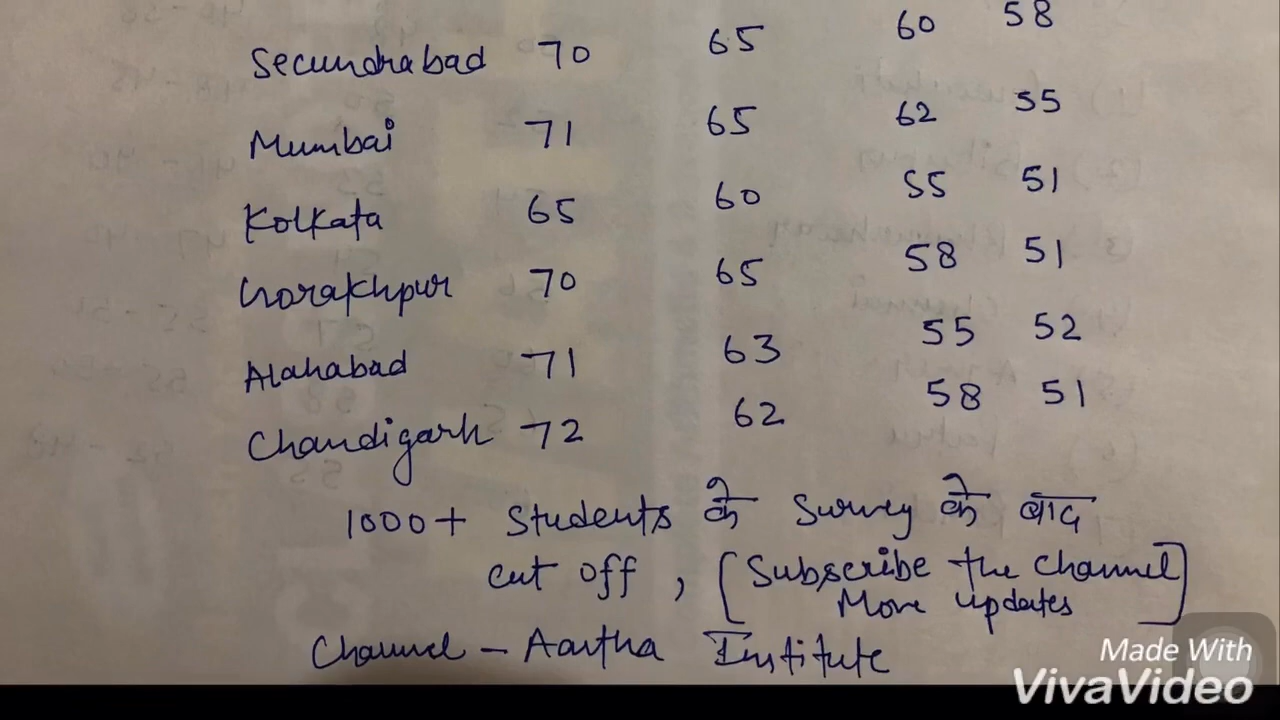 Secundrabad 70 65 60 58
Mumbai 71 65 62 55
Kolkata 65 60 55 51
Gorakhpur 70 65 58 51
Alahabad 71 63 55 52
Chandigarh 72 62 58 51
1000+ Students के Survey के बाद
cut off, [Subscribe the channel
More updates]
Channel - Aastha Institute
Made With
VivaVideo